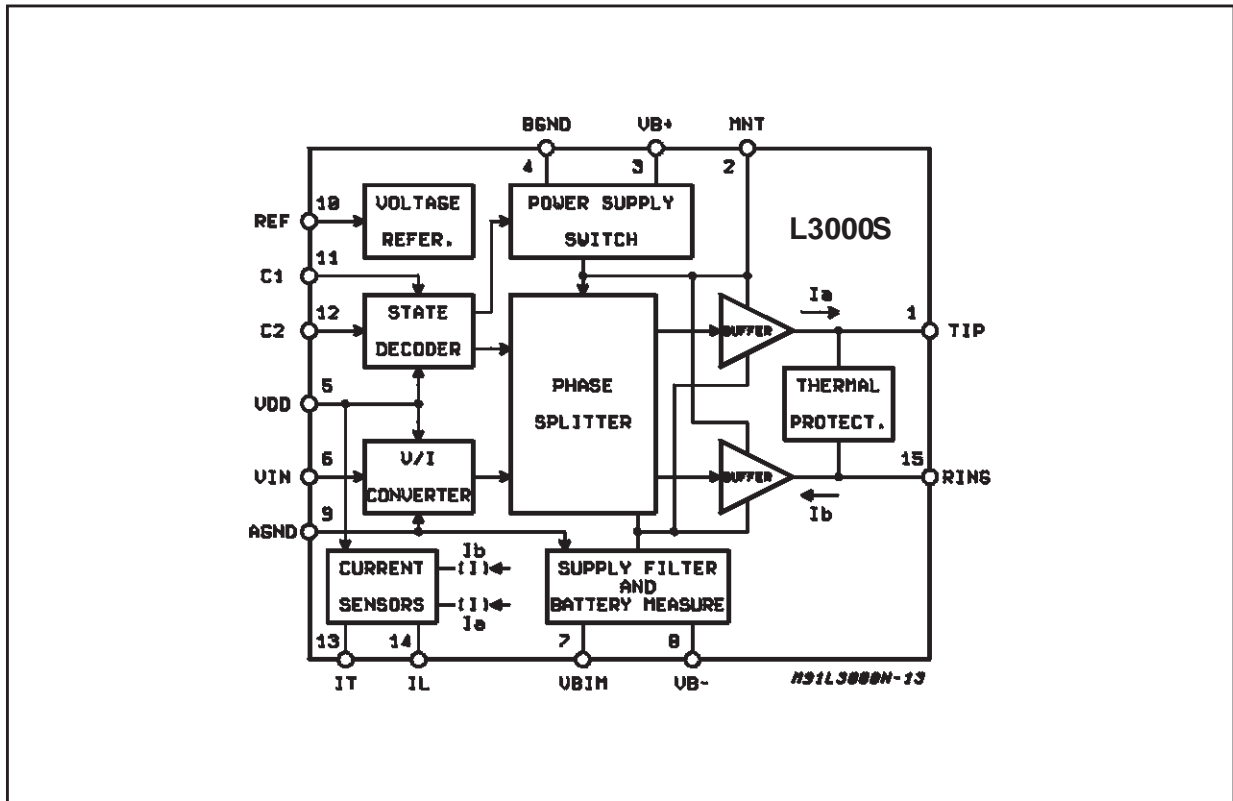 BGND
VB+
MNT
4
3
2
10
REF
VOLTAGE
REFER.
POWER SUPPLY
SWITCH
L3000S
11
C1
12
C2
STATE
DECODER
Ia
BUFFER
1
TIP
5
VDD
PHASE
SPLITTER
THERMAL
PROTECT.
6
VIN
V/I
CONVERTER
BUFFER
15
RING
Ib
9
AGND
CURRENT
SENSORS
Ib
(I)
(I)
Ia
SUPPLY FILTER
AND
BATTERY MEASURE
13
14
7
8
IT
IL
VBIM
VB-
M91L3000N-13